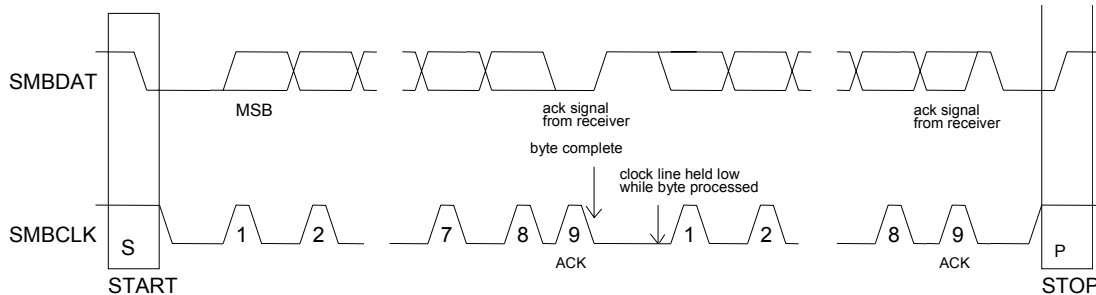 SMBDAT
MSB
ack signal
from receiver
ack signal
from receiver
byte complete
clock line held low
while byte processed
SMBCLK
S
1
2
7
8
9
1
2
8
9
P
ACK
ACK
START
STOP